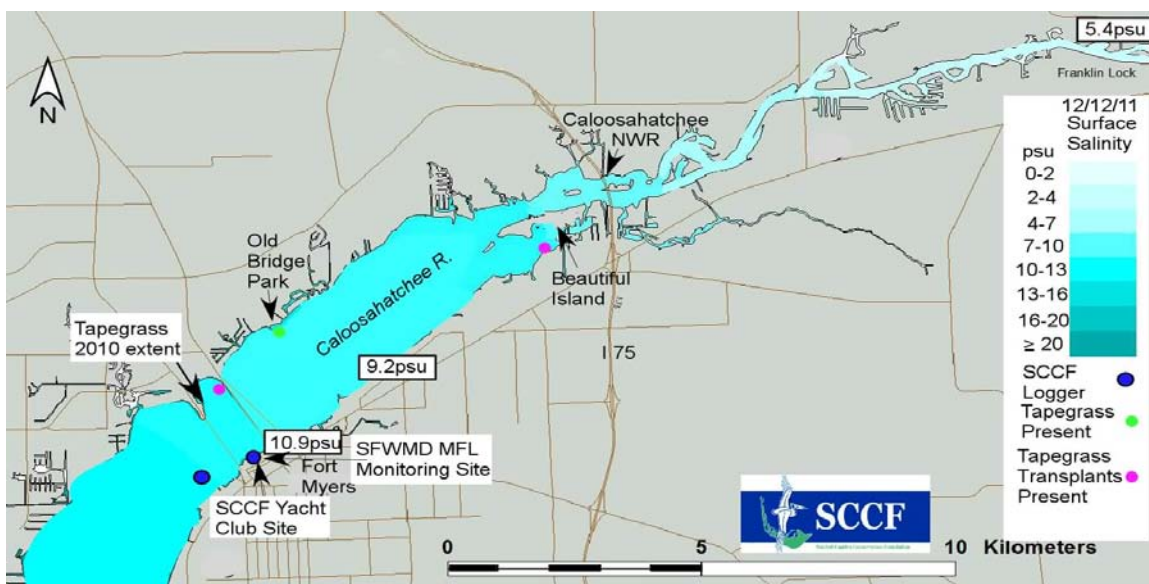 5.4psu
Franklin Lock
N
Caloosahatchee
NWR
Old
Bridge
Park
Caloosahatchee R.
Beautiful
Island
Tapegrass
2010 extent
9.2psu
I 75
10.9psu
SFWMD MFL
Monitoring Site
Fort
Myers
SCCF Yacht
Club Site
12/12/11
Surface
Salinity
psu
0-2
2-4
4-7
7-10
10-13
13-16
16-20
≥ 20
SCCF
Logger
Tapegrass
Present
Tapegrass
Transplants
Present
SCCF
0 5 10 Kilometers